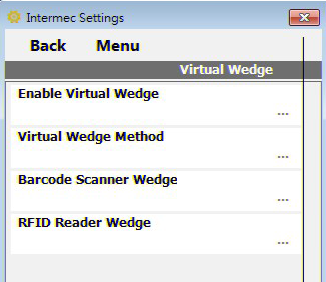 Intermec Settings
Back Menu
Virtual Wedge
Enable Virtual Wedge
...
Virtual Wedge Method
...
Barcode Scanner Wedge
...
RFID Reader Wedge
...